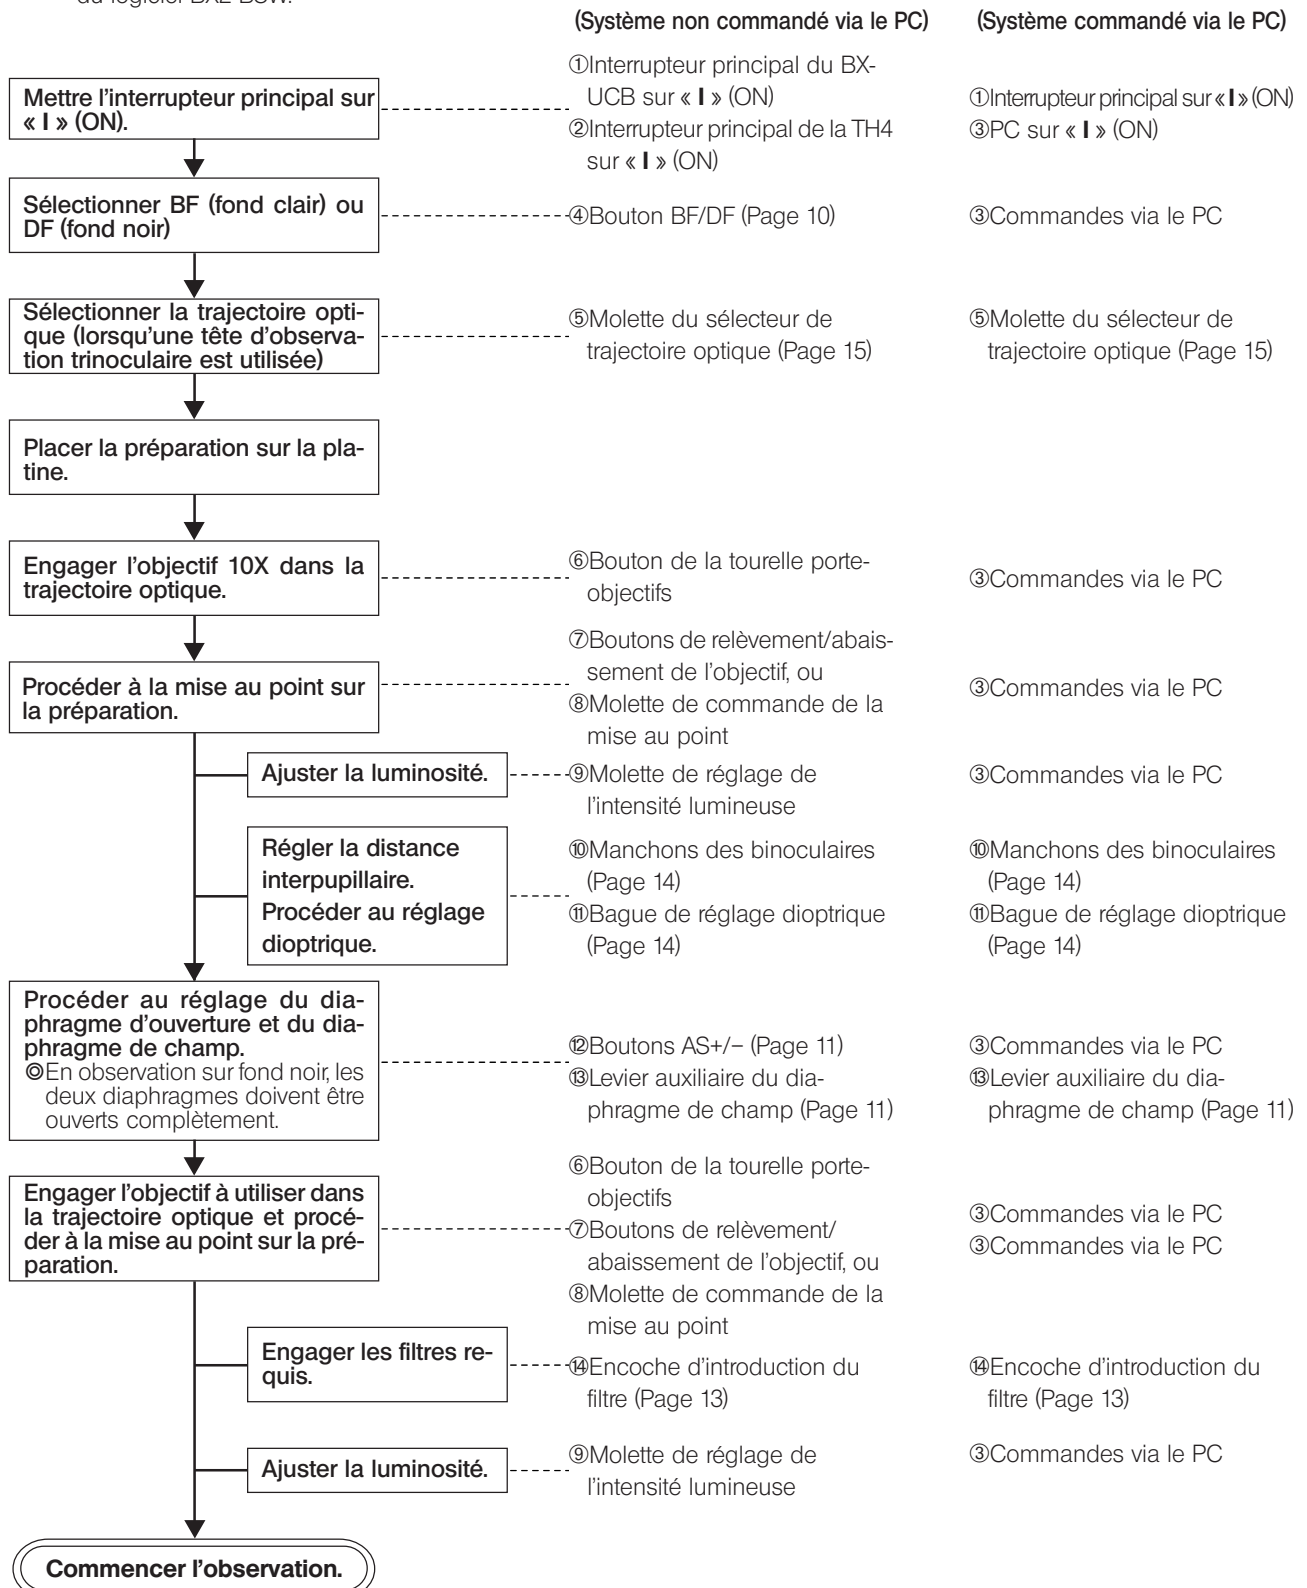 du logiciel BX2-BSW.
(Système non commandé via le PC)
(Système commandé via le PC)
Mettre l'interrupteur principal sur
« I » (ON).
①Interrupteur principal du BX-
UCB sur « I » (ON)
②Interrupteur principal de la TH4
sur « I » (ON)
①Interrupteur principal sur « I » (ON)
③PC sur « I » (ON)
Sélectionner BF (fond clair) ou
DF (fond noir)
④Bouton BF/DF (Page 10)
③Commandes via le PC
Sélectionner la trajectoire opti-
que (lorsqu'une tête d'observa-
tion trinoculaire est utilisée)
⑤Molette du sélecteur de
trajectoire optique (Page 15)
⑤Molette du sélecteur de
trajectoire optique (Page 15)
Placer la préparation sur la pla-
tine.
Engager l'objectif 10X dans la
trajectoire optique.
⑥Bouton de la tourelle porte-
objectifs
③Commandes via le PC
Procéder à la mise au point sur
la préparation.
⑦Boutons de relèvement/abais-
sement de l'objectif, ou
⑧Molette de commande de la
mise au point
③Commandes via le PC
Ajuster la luminosité.
⑨Molette de réglage de
l'intensité lumineuse
③Commandes via le PC
Régler la distance
interpupillaire.
Procéder au réglage
dioptrique.
⑩Manchons des binoculaires
(Page 14)
⑪Bague de réglage dioptrique
(Page 14)
⑩Manchons des binoculaires
(Page 14)
⑪Bague de réglage dioptrique
(Page 14)
Procéder au réglage du dia-
phragme d'ouverture et du dia-
phragme de champ.
◎En observation sur fond noir, les
deux diaphragmes doivent être
ouverts complètement.
⑫Boutons AS+/− (Page 11)
⑬Levier auxiliaire du dia-
phragme de champ (Page 11)
③Commandes via le PC
⑬Levier auxiliaire du dia-
phragme de champ (Page 11)
Engager l'objectif à utiliser dans
la trajectoire optique et procé-
der à la mise au point sur la pré-
paration.
⑥Bouton de la tourelle porte-
objectifs
⑦Boutons de relèvement/
abaissement de l'objectif, ou
⑧Molette de commande de la
mise au point
③Commandes via le PC
③Commandes via le PC
Engager les filtres re-
quis.
⑭Encoche d'introduction du
filtre (Page 13)
⑭Encoche d'introduction du
filtre (Page 13)
Ajuster la luminosité.
⑨Molette de réglage de
l'intensité lumineuse
③Commandes via le PC
Commencer l'observation.